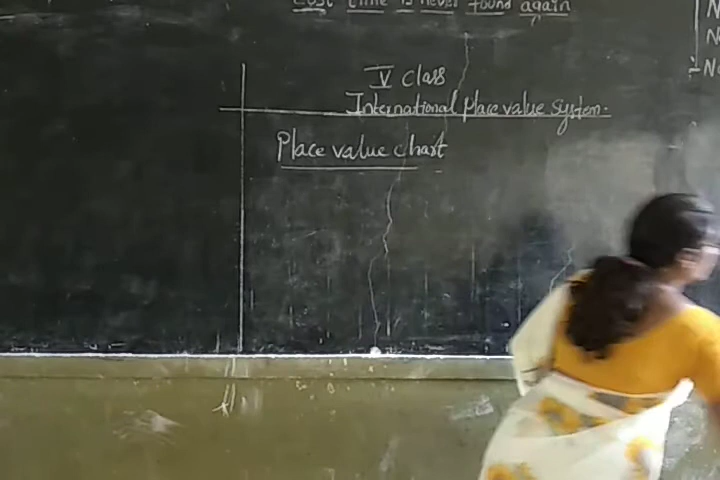 Lost time is never found again
V Class
International place value system.
Place value chart